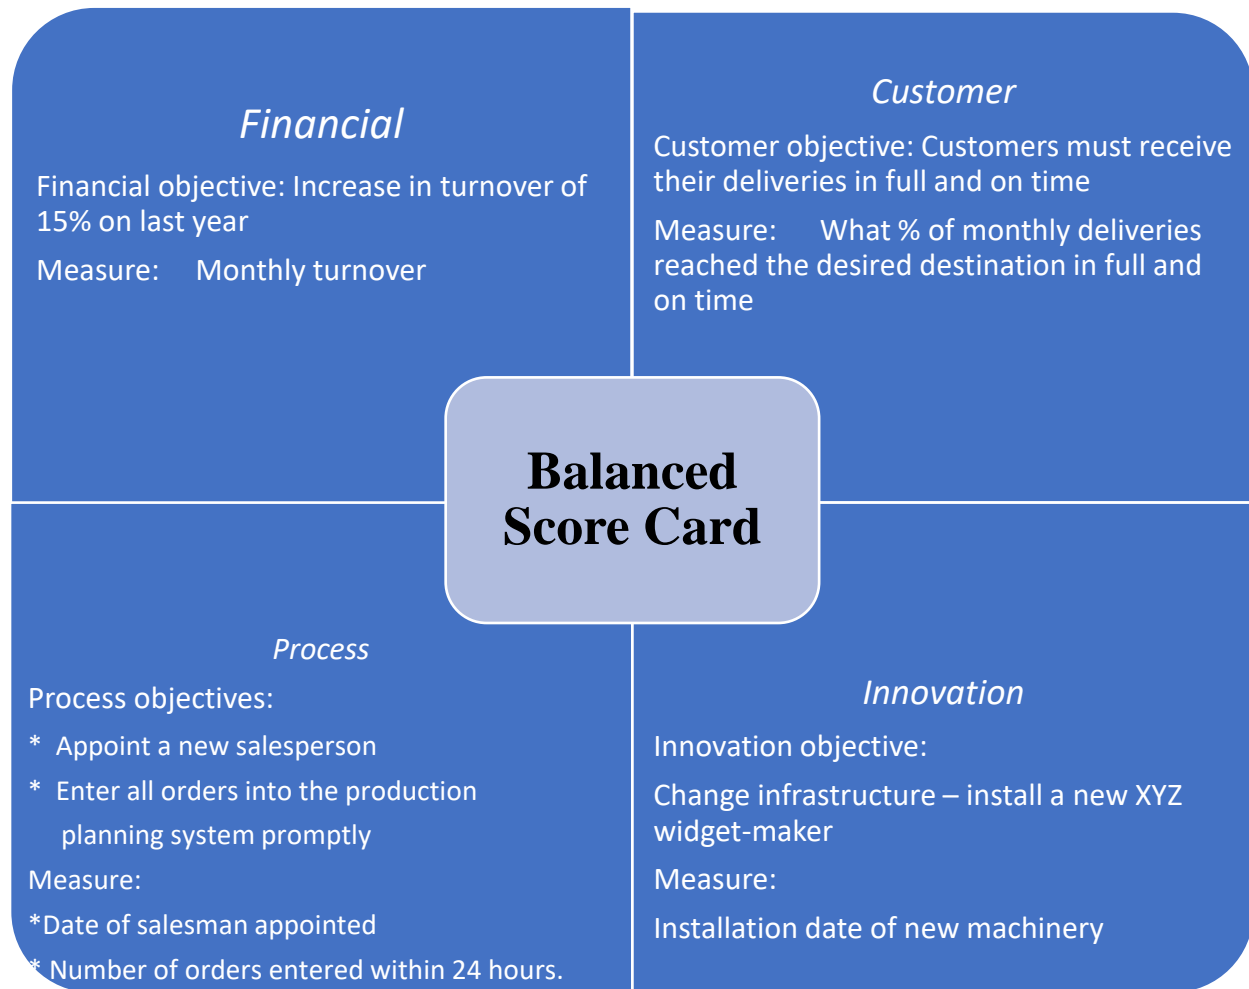 Financial
Financial objective: Increase in turnover of
15% on last year
Measure: Monthly turnover
Customer
Customer objective: Customers must receive
their deliveries in full and on time
Measure: What % of monthly deliveries
reached the desired destination in full and
on time
Balanced
Score Card
Process
Process objectives:
* Appoint a new salesperson
* Enter all orders into the production
planning system promptly
Measure:
*Date of salesman appointed
* Number of orders entered within 24 hours.
Innovation
Innovation objective:
Change infrastructure – install a new XYZ
widget-maker
Measure:
Installation date of new machinery